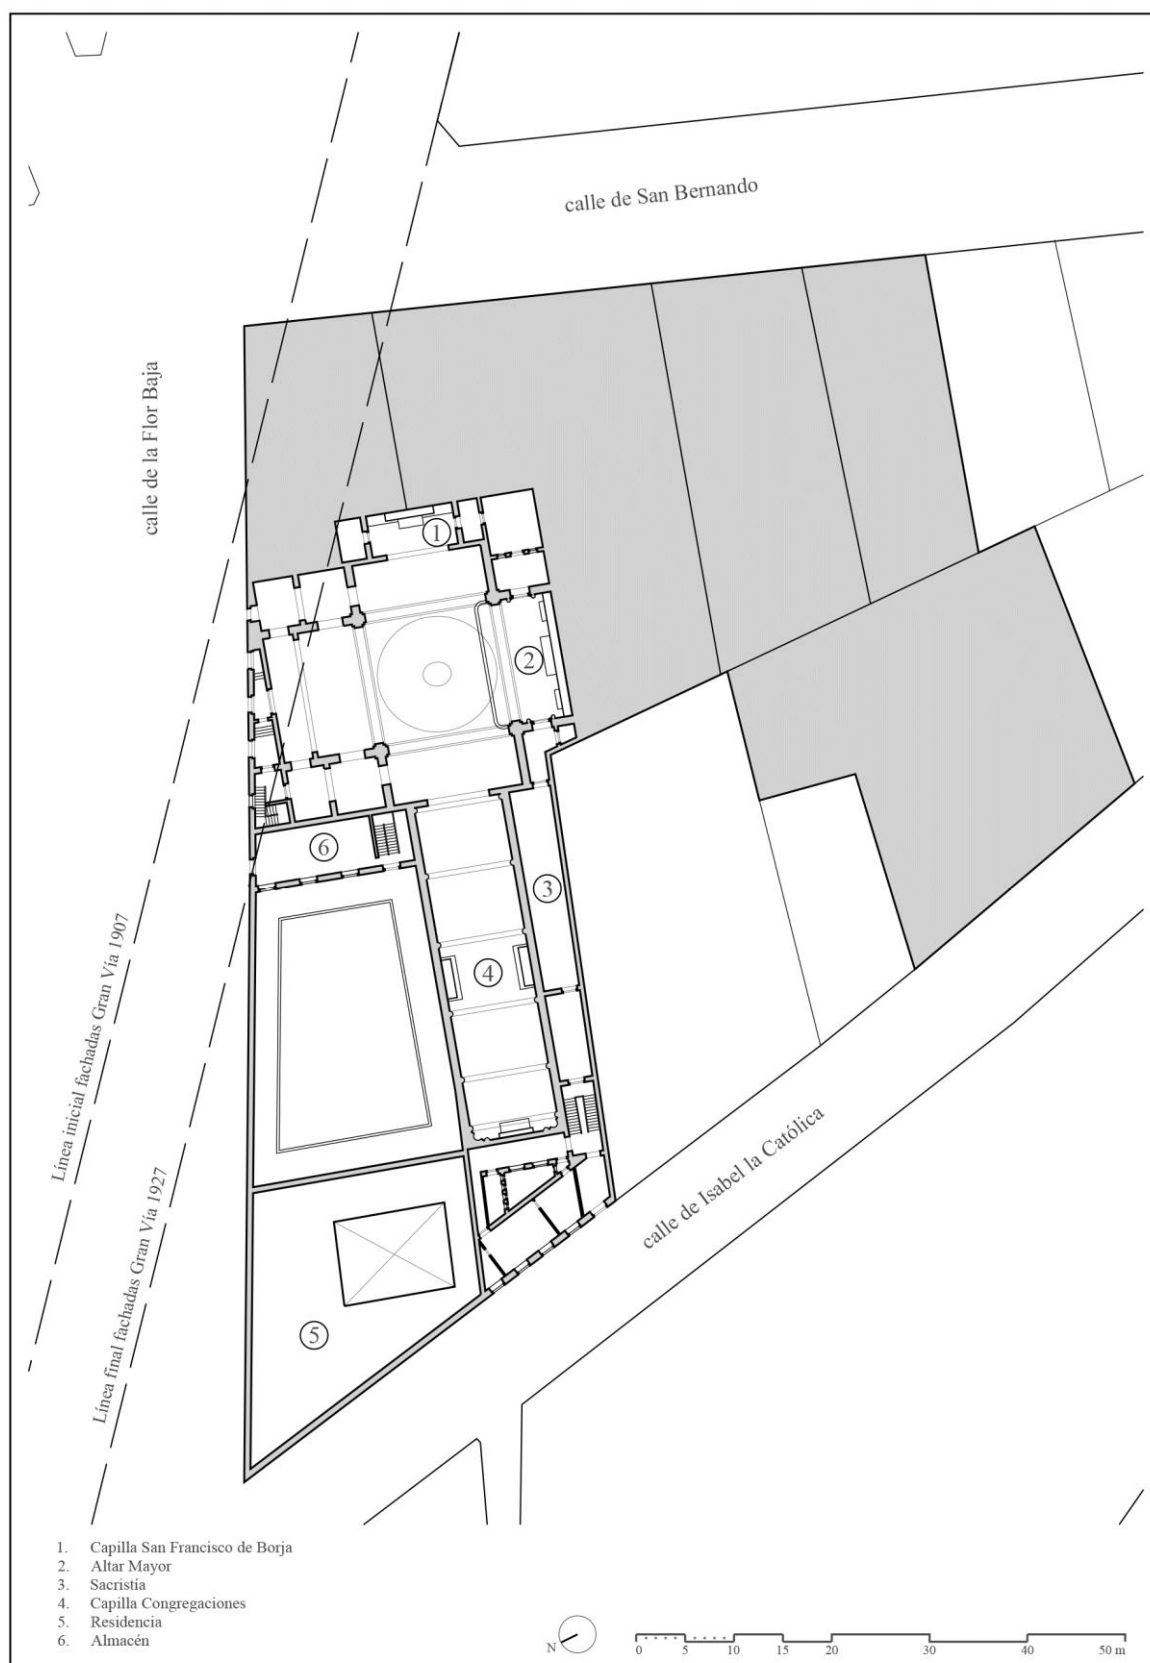 calle de San Bernando
calle de la Flor Baja
1
2
6
3
4
Línea inicial fachadas Gran Vía 1907
Línea final fachadas Gran Vía 1927
calle de Isabel la Católica
5
1. Capilla San Francisco de Borja
2. Altar Mayor
3. Sacristía
4. Capilla Congregaciones
5. Residencia
6. Almacén
N
0 5 10 15 20 30 40 50 m